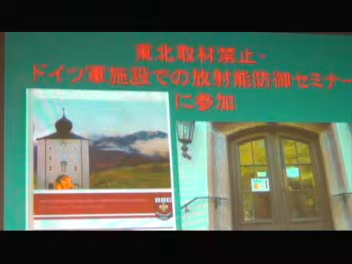 東北取材禁止・
ドイツ軍施設での放射能防御セミナー
に参加